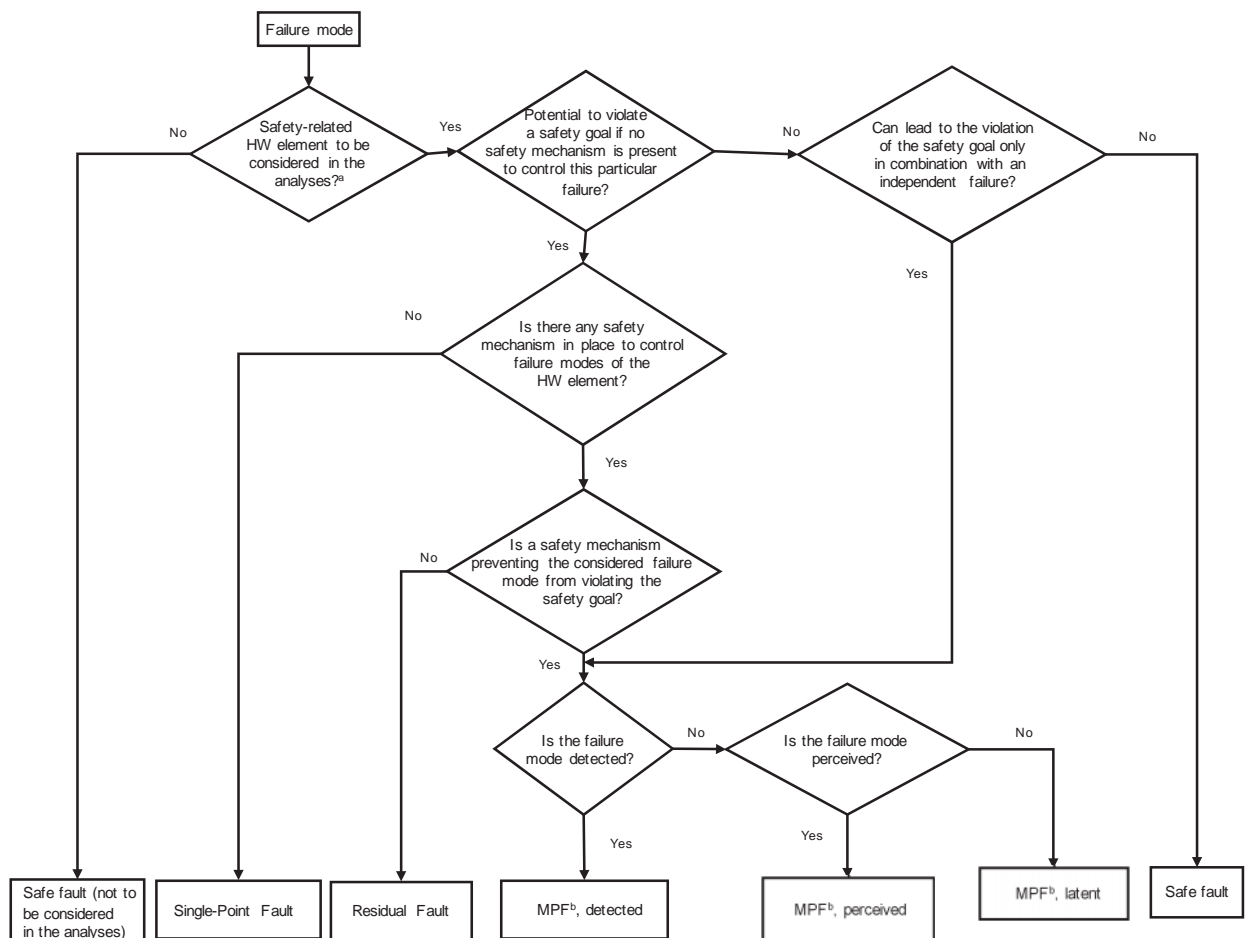 Failure mode
No
Safety-related
HW element to be
considered in the
analyses?ᵃ
Yes
Potential to violate
a safety goal if no
safety mechanism is present
to control this particular
failure?
No
Can lead to the violation
of the safety goal only
in combination with an
independent failure?
No
Yes
Yes
No
Is there any safety
mechanism in place to control
failure modes of the
HW element?
Yes
No
Is a safety mechanism
preventing the considered failure
mode from violating the
safety goal?
Yes
Is the failure
mode detected?
No
Is the failure mode
perceived?
No
Yes
Yes
Safe fault (not to
be considered
in the analyses)
Single-Point Fault
Residual Fault
MPFᵇ, detected
MPFᵇ, perceived
MPFᵇ, latent
Safe fault